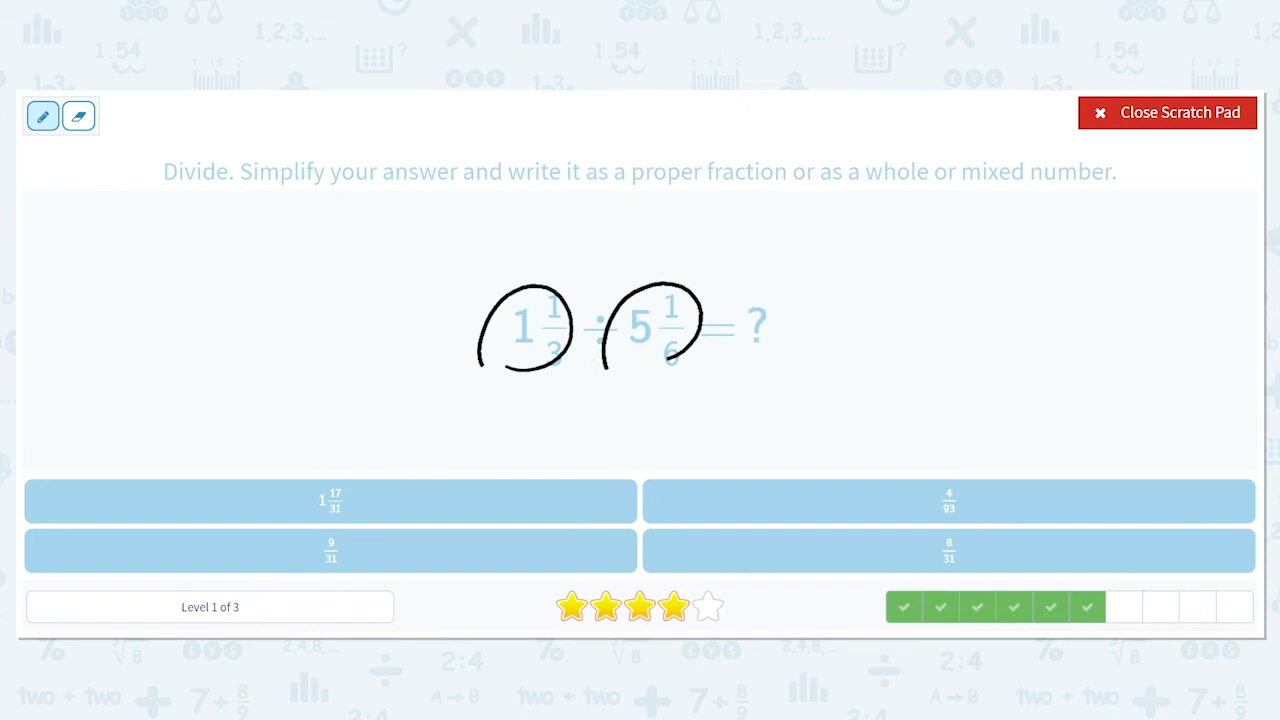 Close Scratch Pad
Divide. Simplify your answer and write it as a proper fraction or as a whole or mixed number.
1 1/3 ÷ 5 1/6 = ?
1 17/31
4/93
9/31
8/31
Level 1 of 3